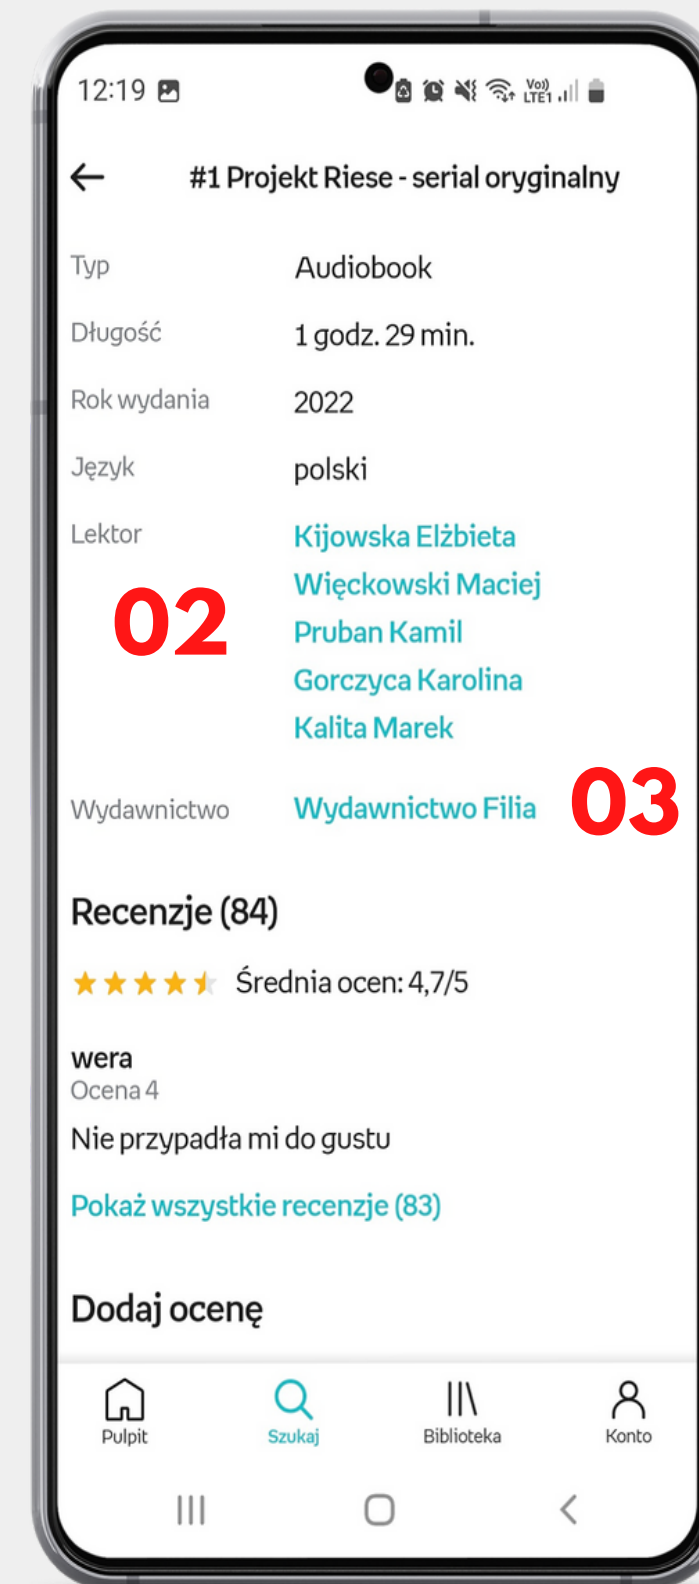 12:19
Vo))
LTE1
#1 Projekt Riese - serial oryginalny
Typ Audiobook
Długość 1 godz. 29 min.
Rok wydania 2022
Język polski
Lektor Kijowska Elżbieta
Więckowski Maciej
02
Pruban Kamil
Gorczyca Karolina
Kalita Marek
Wydawnictwo Wydawnictwo Filia 03
Recenzje (84)
Średnia ocen: 4,7/5
wera
Ocena 4
Nie przypadła mi do gustu
Pokaż wszystkie recenzje (83)
Dodaj ocenę
Pulpit Szukaj Biblioteka Konto